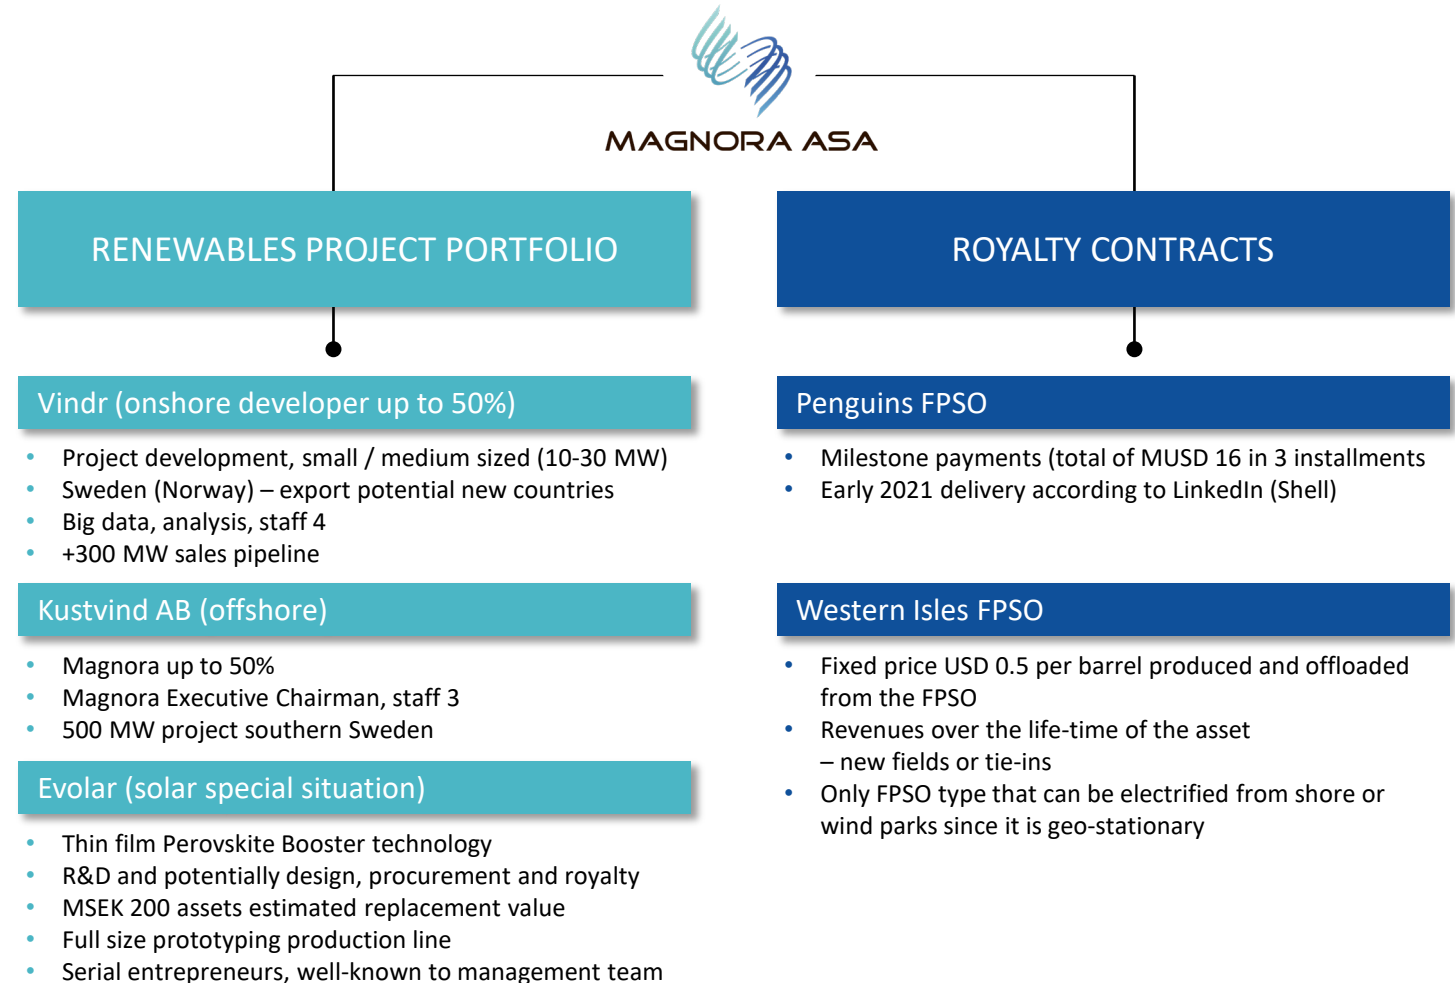 MAGNORA ASA
RENEWABLES PROJECT PORTFOLIO
Vindr (onshore developer up to 50%)
• Project development, small / medium sized (10-30 MW)
• Sweden (Norway) – export potential new countries
• Big data, analysis, staff 4
• +300 MW sales pipeline
Kustvind AB (offshore)
• Magnora up to 50%
• Magnora Executive Chairman, staff 3
• 500 MW project southern Sweden
Evolar (solar special situation)
• Thin film Perovskite Booster technology
• R&D and potentially design, procurement and royalty
• MSEK 200 assets estimated replacement value
• Full size prototyping production line
• Serial entrepreneurs, well-known to management team
ROYALTY CONTRACTS
Penguins FPSO
• Milestone payments (total of MUSD 16 in 3 installments
• Early 2021 delivery according to LinkedIn (Shell)
Western Isles FPSO
• Fixed price USD 0.5 per barrel produced and offloaded
from the FPSO
• Revenues over the life-time of the asset
– new fields or tie-ins
• Only FPSO type that can be electrified from shore or
wind parks since it is geo-stationary